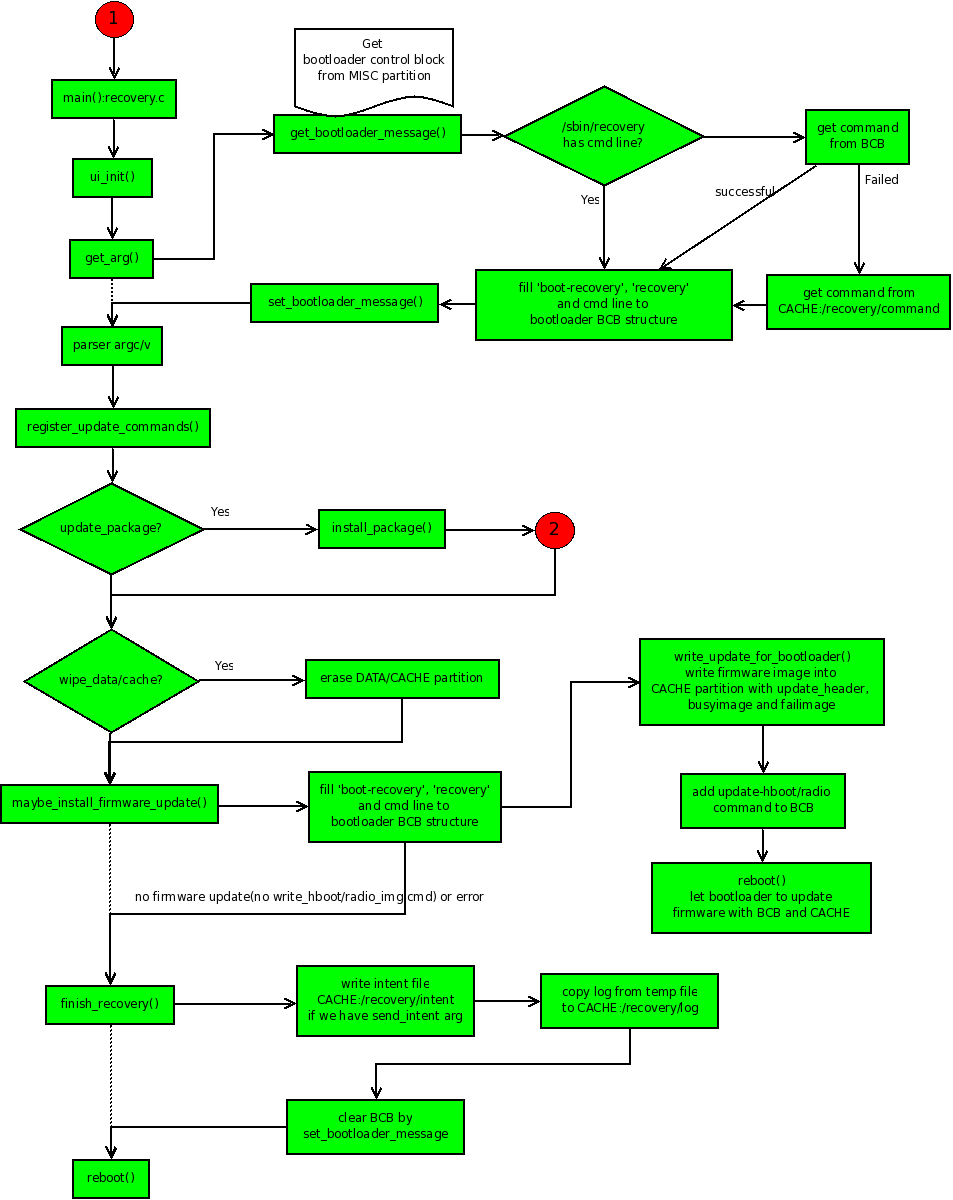 1
main():recovery.c
ui_init()
get_arg()
Get
bootloader control block
from MISC partition
get_bootloader_message()
/sbin/recovery
has cmd line?
get command
from BCB
Yes
successful
Failed
get command from
CACHE:/recovery/command
fill 'boot-recovery', 'recovery'
and cmd line to
bootloader BCB structure
set_bootloader_message()
parser argc/v
register_update_commands()
update_package?
Yes
install_package()
2
wipe_data/cache?
Yes
erase DATA/CACHE partition
maybe_install_firmware_update()
fill 'boot-recovery', 'recovery'
and cmd line to
bootloader BCB structure
write_update_for_bootloader()
write firmware image into
CACHE partition with update_header,
busyimage and failimage
add update-hboot/radio
command to BCB
reboot()
let bootloader to update
firmware with BCB and CACHE
no firmware update(no write_hboot/radio_img cmd) or error
finish_recovery()
write intent file
CACHE:/recovery/intent
if we have send_intent arg
copy log from temp file
to CACHE:/recovery/log
clear BCB by
set_bootloader_message
reboot()